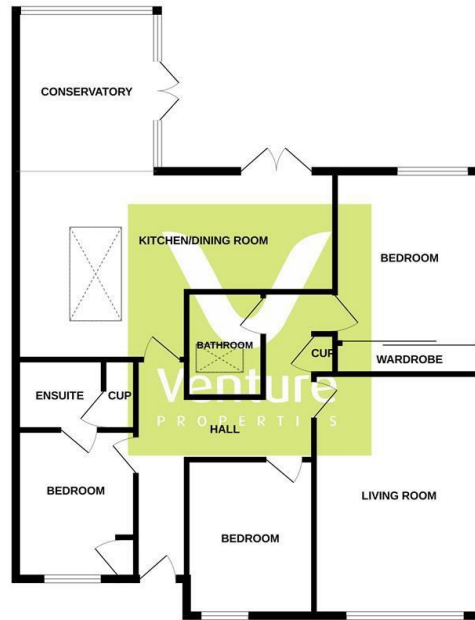 CONSERVATORY
KITCHEN/DINING ROOM
BEDROOM
BATHROOM
CUP
WARDROBE
ENSUITE
CUP
Venture
PROPERTIES
HALL
BEDROOM
LIVING ROOM
BEDROOM